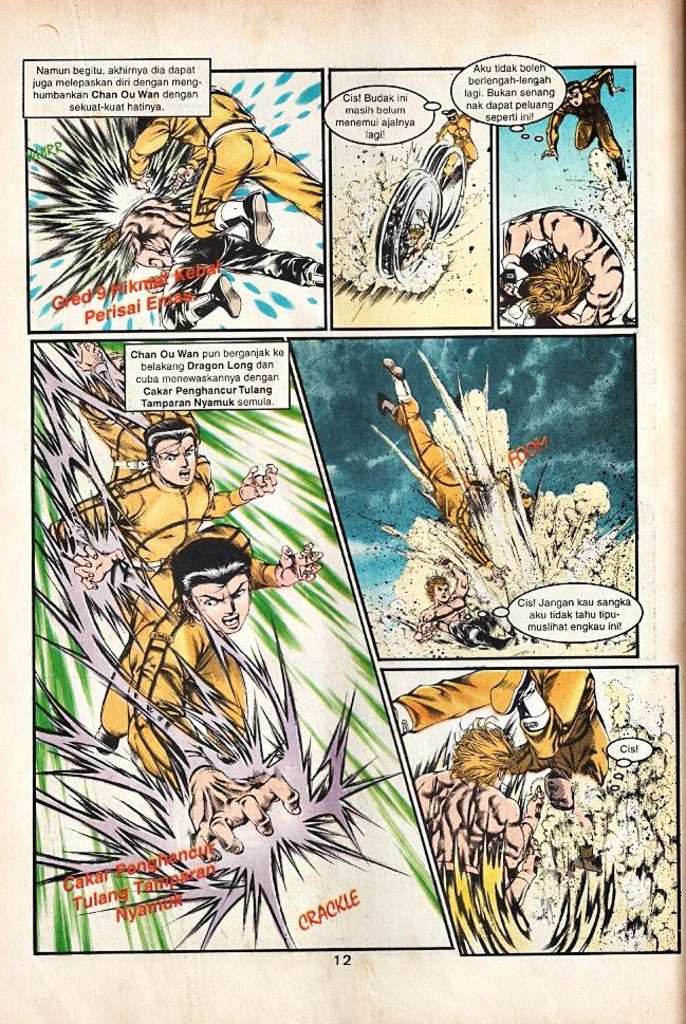 Namun begitu, akhirnya dia dapat
juga melepaskan diri dengan meng-
humbankan Chan Ou Wan dengan
sekuat-kuat hatinya.
Gred 9 Hikmat Kebal
Perisai Emas
Cis! Budak ini
masih belum
menemui ajalnya
lagi!
Aku tidak boleh
berlengah-lengah
lagi. Bukan senang
nak dapat peluang
seperti ini!
Chan Ou Wan pun berganjak ke
belakang Dragon Long dan
cuba menewaskannya dengan
Cakar Penghancur Tulang
Tamparan Nyamuk semula.
Cakar Penghancur
Tulang Tamparan
Nyamuk
CRACKLE
FOOM
Cis! Jangan kau sangka
aku tidak tahu tipu-
muslihat engkau ini!
Cis!
12